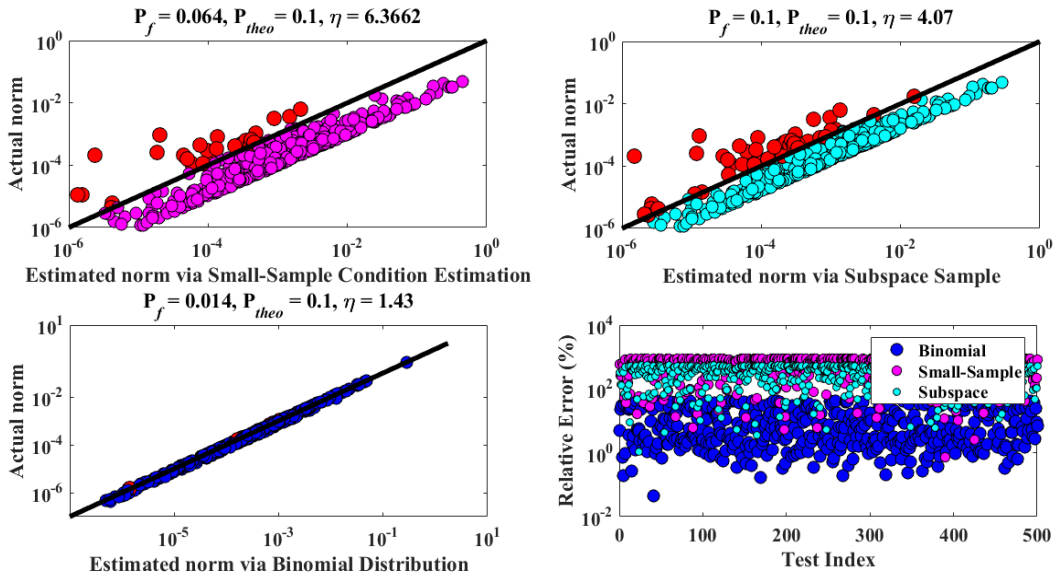 P_f = 0.064, P_theo = 0.1, η = 6.3662
Actual norm
10^0
10^-2
10^-4
10^-6
10^-6 10^-4 10^-2 10^0
Estimated norm via Small-Sample Condition Estimation
P_f = 0.1, P_theo = 0.1, η = 4.07
Actual norm
10^0
10^-2
10^-4
10^-6
10^-6 10^-4 10^-2 10^0
Estimated norm via Subspace Sample
P_f = 0.014, P_theo = 0.1, η = 1.43
Actual norm
10^1
10^-2
10^-4
10^-6
10^-5 10^-3 10^-1 10^1
Estimated norm via Binomial Distribution
Relative Error (%)
10^4
10^2
10^0
10^-2
Binomial
Small-Sample
Subspace
0 100 200 300 400 500
Test Index